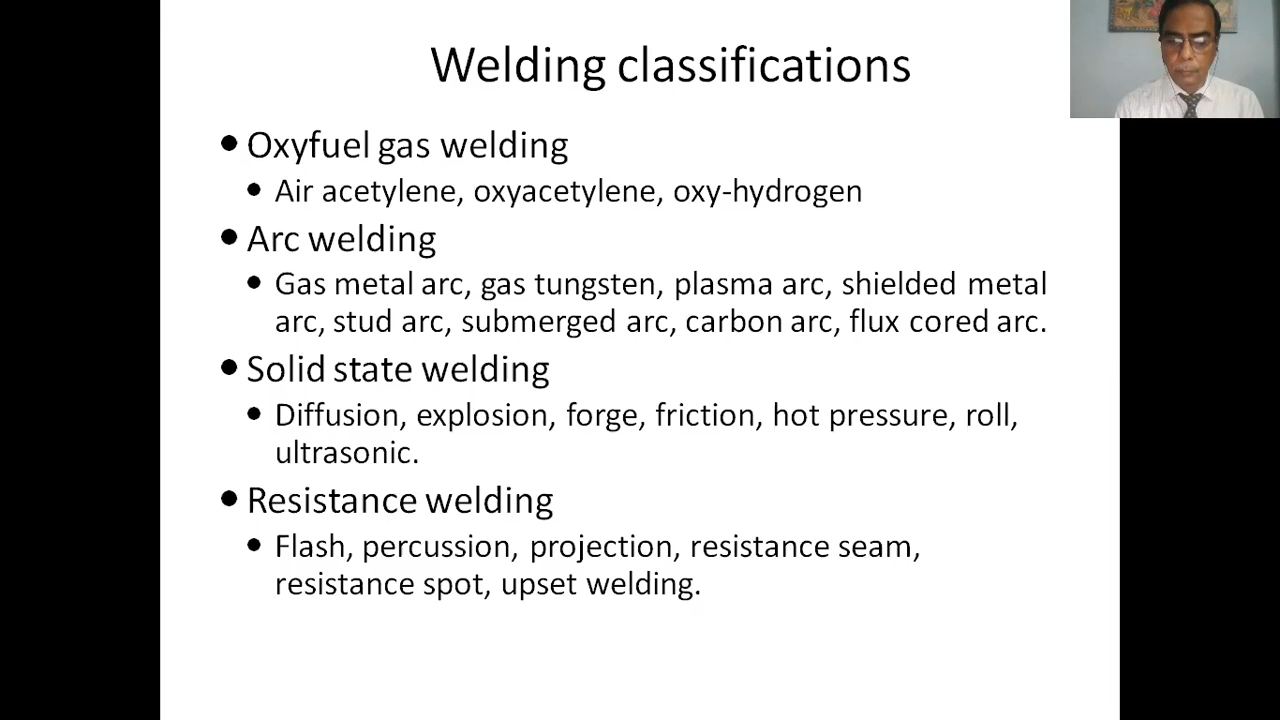 Welding classifications
• Oxyfuel gas welding
• Air acetylene, oxyacetylene, oxy-hydrogen
• Arc welding
• Gas metal arc, gas tungsten, plasma arc, shielded metal
arc, stud arc, submerged arc, carbon arc, flux cored arc.
• Solid state welding
• Diffusion, explosion, forge, friction, hot pressure, roll,
ultrasonic.
• Resistance welding
• Flash, percussion, projection, resistance seam,
resistance spot, upset welding.